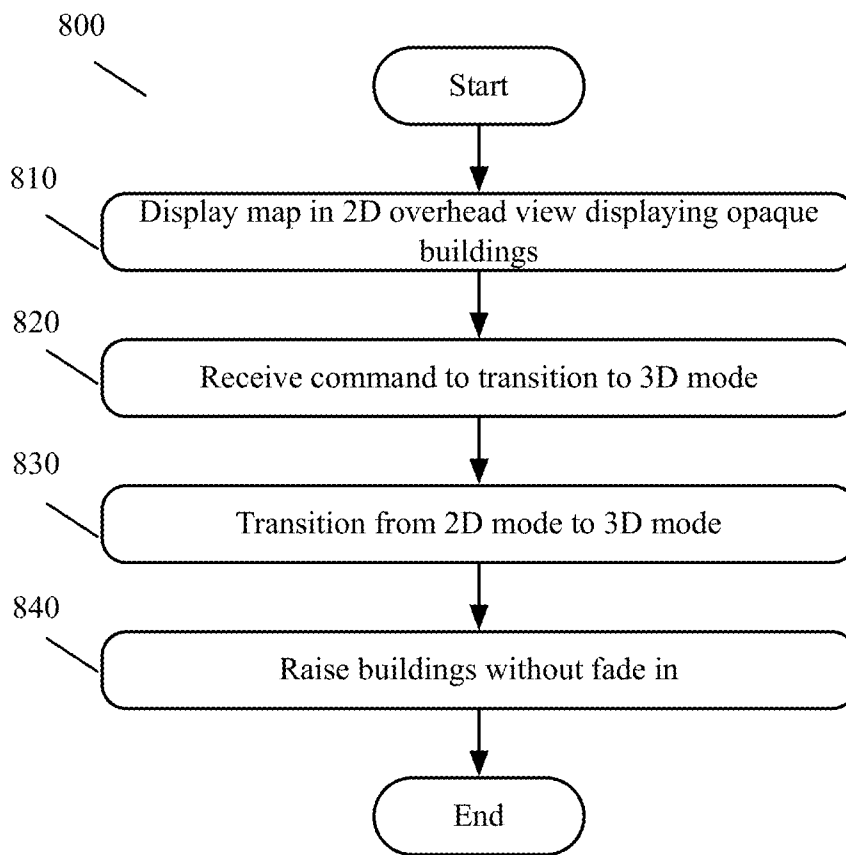 800
Start
810
Display map in 2D overhead view displaying opaque
buildings
820
Receive command to transition to 3D mode
830
Transition from 2D mode to 3D mode
840
Raise buildings without fade in
End